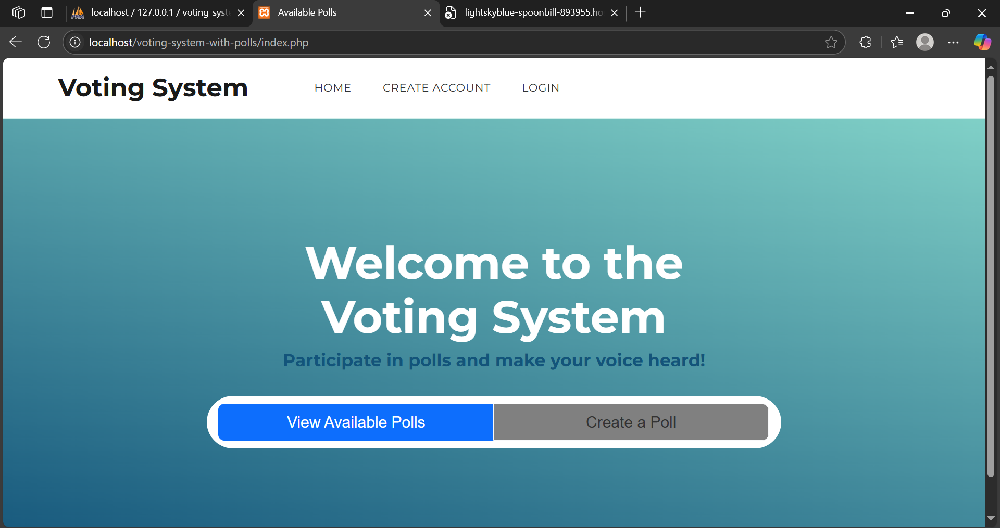 localhost / 127.0.0.1 / voting_syst
Available Polls
lightskyblue-spoonbill-893955.ho
localhost/voting-system-with-polls/index.php
Voting System
HOME
CREATE ACCOUNT
LOGIN
Welcome to the
Voting System
Participate in polls and make your voice heard!
View Available Polls
Create a Poll